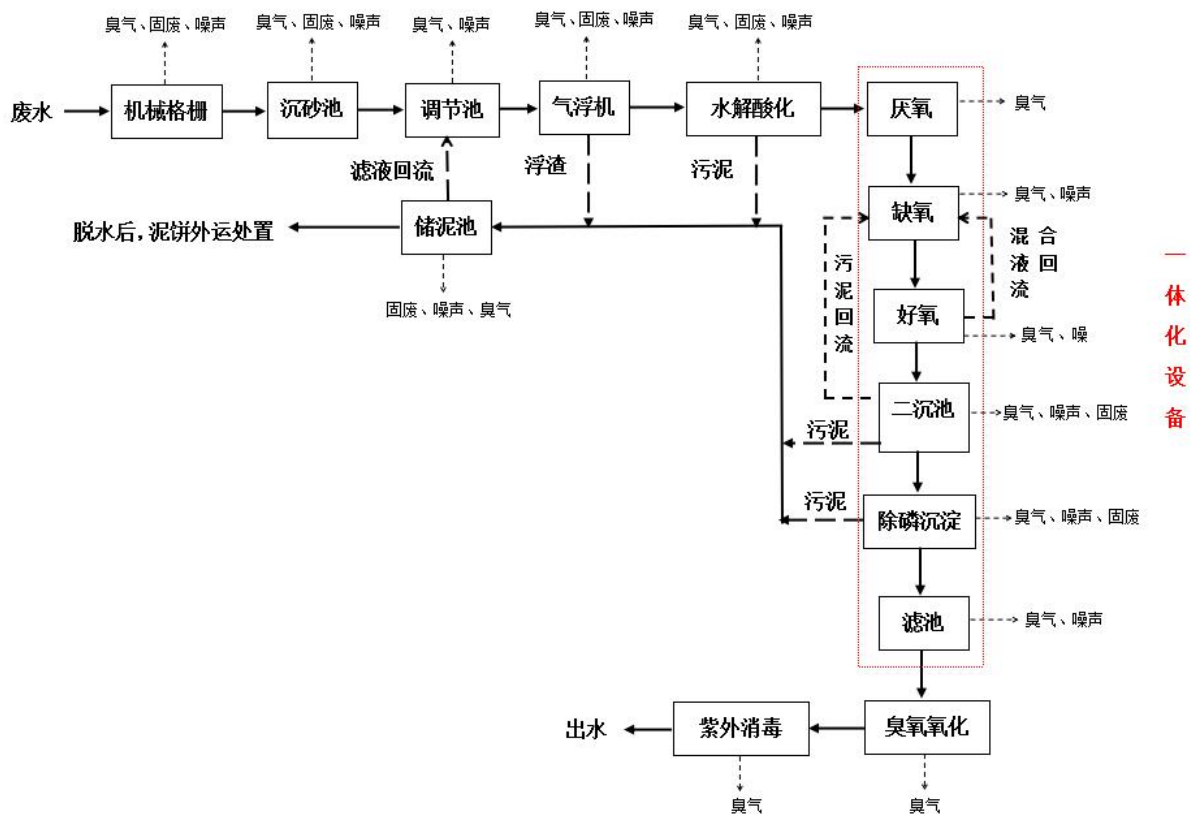 臭气、固废、噪声
臭气、固废、噪声
臭气、噪声
臭气、固废、噪声
臭气、固废、噪声
废水
机械格栅
沉砂池
调节池
气浮机
水解酸化
厌氧
臭气
滤液回流
浮渣
污泥
缺氧
臭气、噪声
脱水后，泥饼外运处置
储泥池
污泥回流
混合液回流
一体化设备
固废、噪声、臭气
好氧
臭气、噪
二沉池
臭气、噪声、固废
污泥
污泥
除磷沉淀
臭气、噪声、固废
滤池
臭气、噪声
出水
紫外消毒
臭氧氧化
臭气
臭气